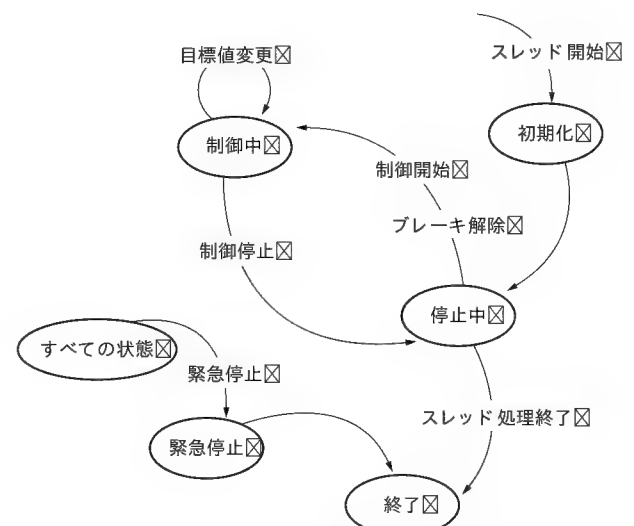 スレッド開始
目標値変更
初期化
制御中
制御開始
ブレーキ解除
制御停止
停止中
すべての状態
緊急停止
スレッド処理終了
緊急停止
終了